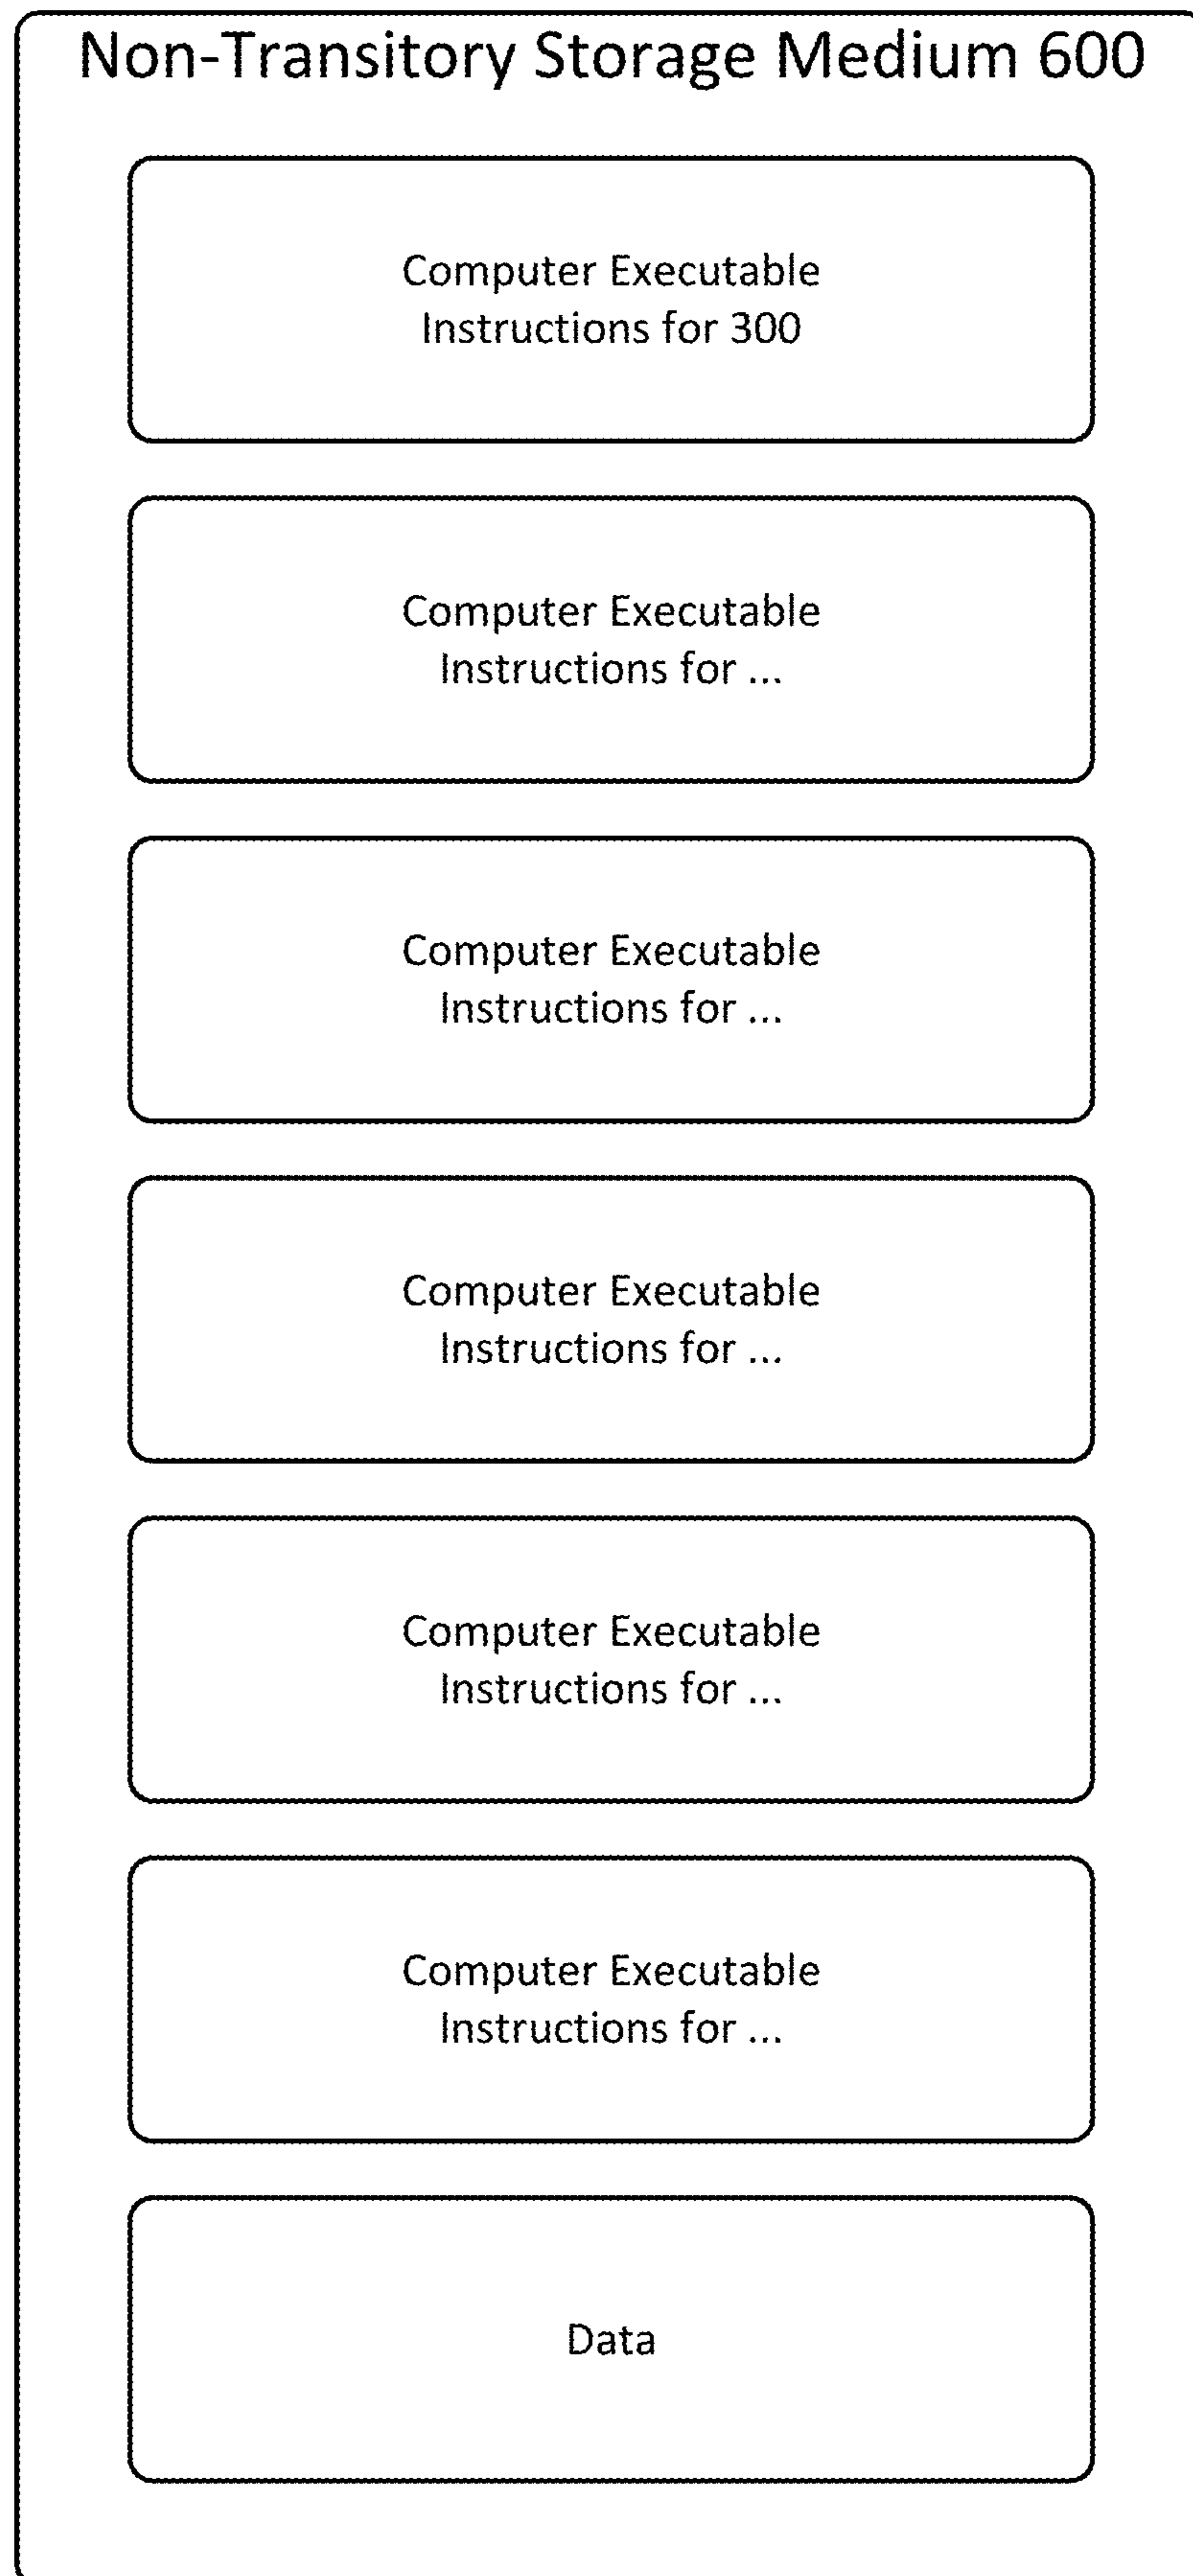 Non-Transitory Storage Medium 600
Computer Executable
Instructions for 300
Computer Executable
Instructions for ...
Computer Executable
Instructions for ...
Computer Executable
Instructions for ...
Computer Executable
Instructions for ...
Computer Executable
Instructions for ...
Data